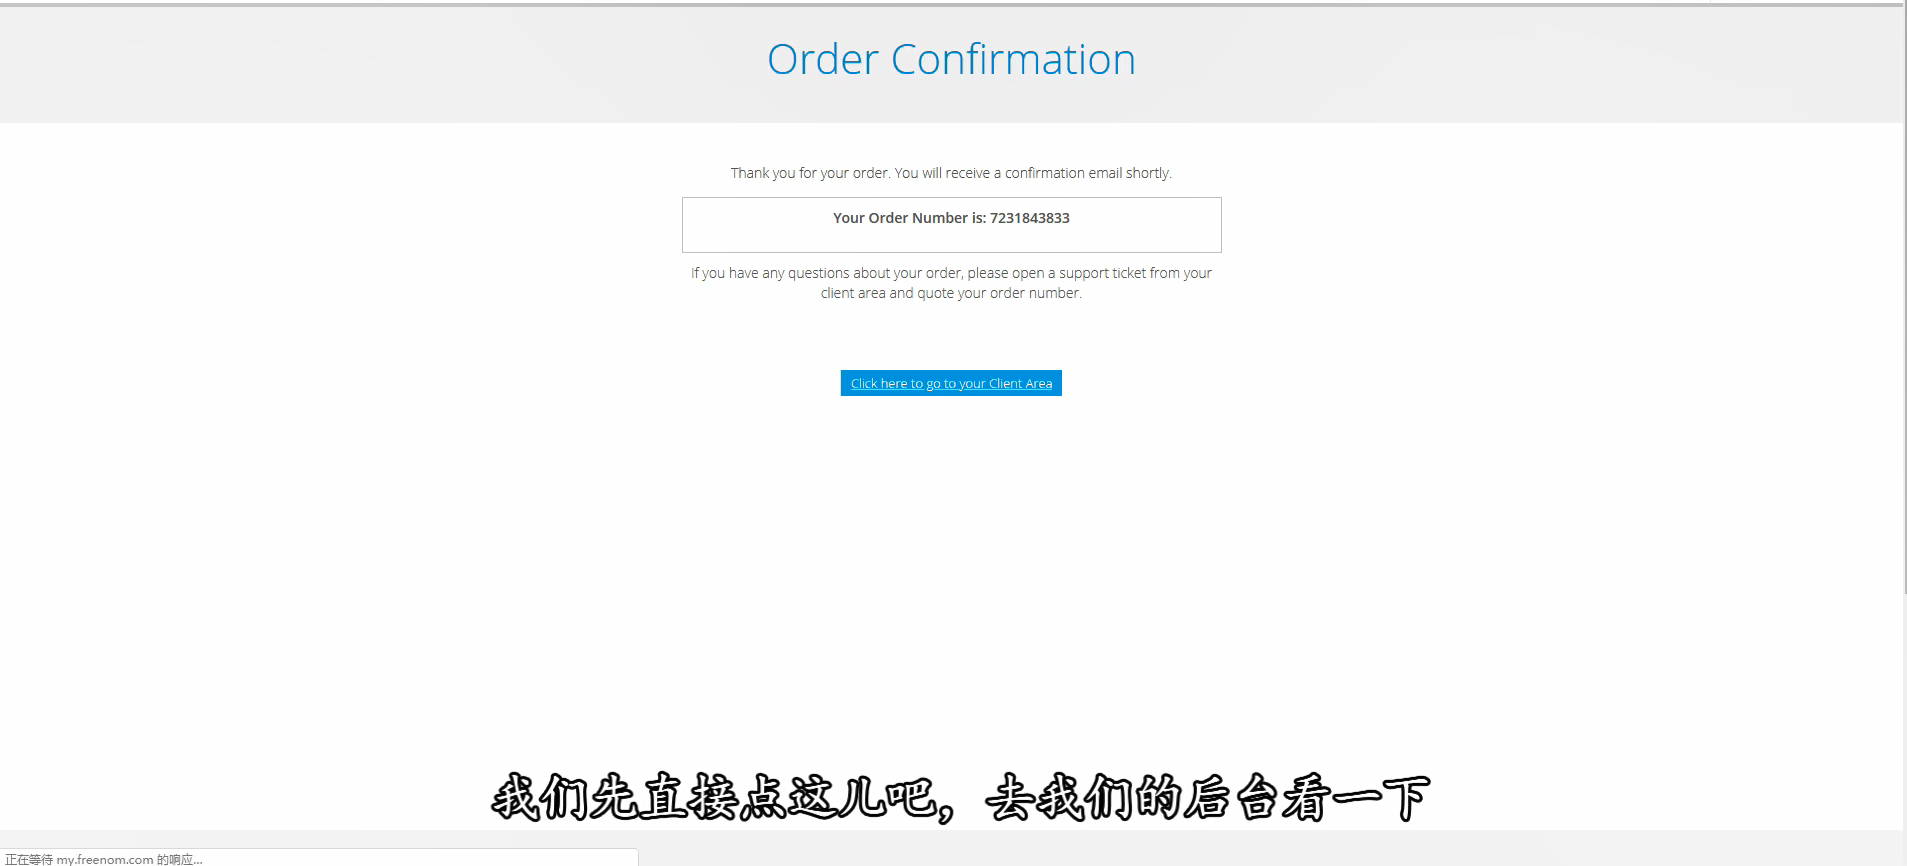 Order Confirmation
Thank you for your order. You will receive a confirmation email shortly.
Your Order Number is: 7231843833
If you have any questions about your order, please open a support ticket from your
client area and quote your order number.
Click here to go to your Client Area
我们先直接点这儿吧，去我们的后台看一下
正在等待 my.freenom.com 的响应...